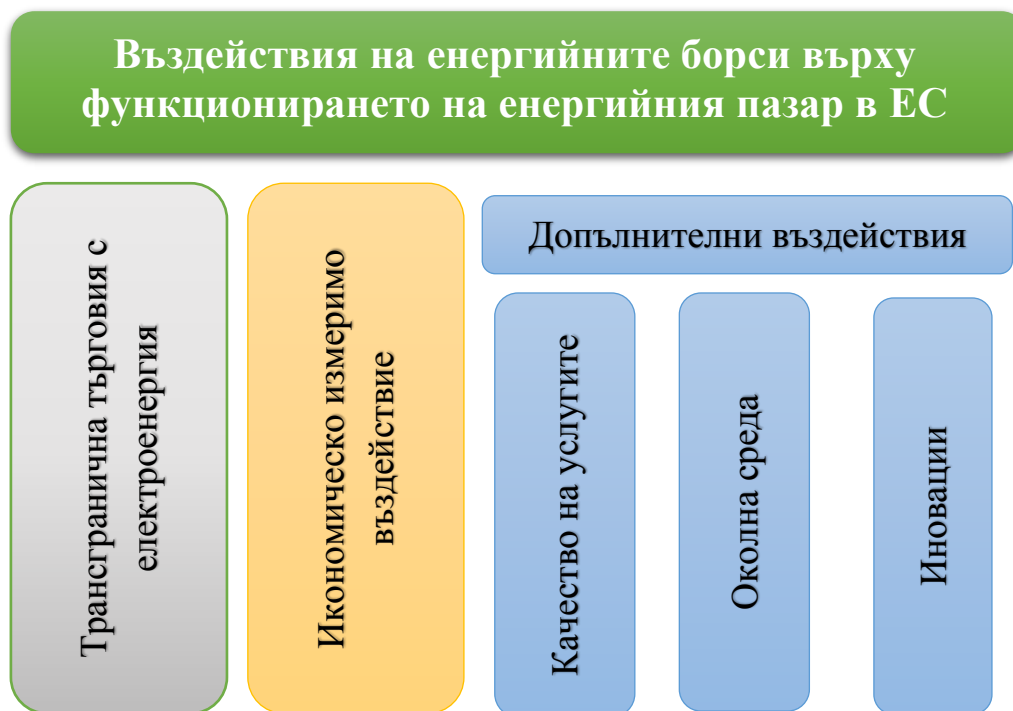 Въздействия на енергийните борси върху
функционирането на енергийния пазар в ЕС
Трансгранична търговия с
електроенергия
Икономическо измеримо
въздействие
Допълнителни въздействия
Качество на услугите
Околна среда
Иновации